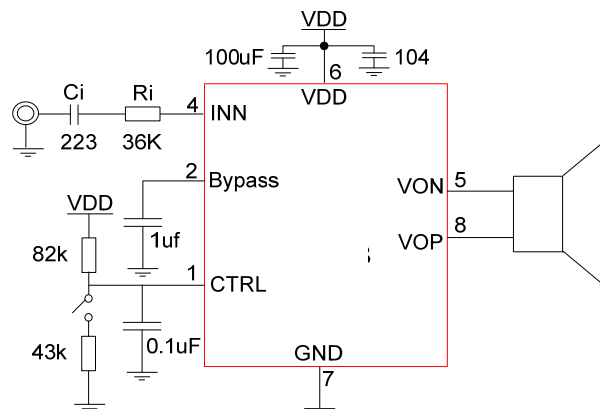 VDD
100uF
104
6
VDD
Ci
Ri
4
INN
223
36K
2
Bypass
VDD
1uf
VON
5
82k
VOP
8
1
CTRL
43k
0.1uF
GND
7